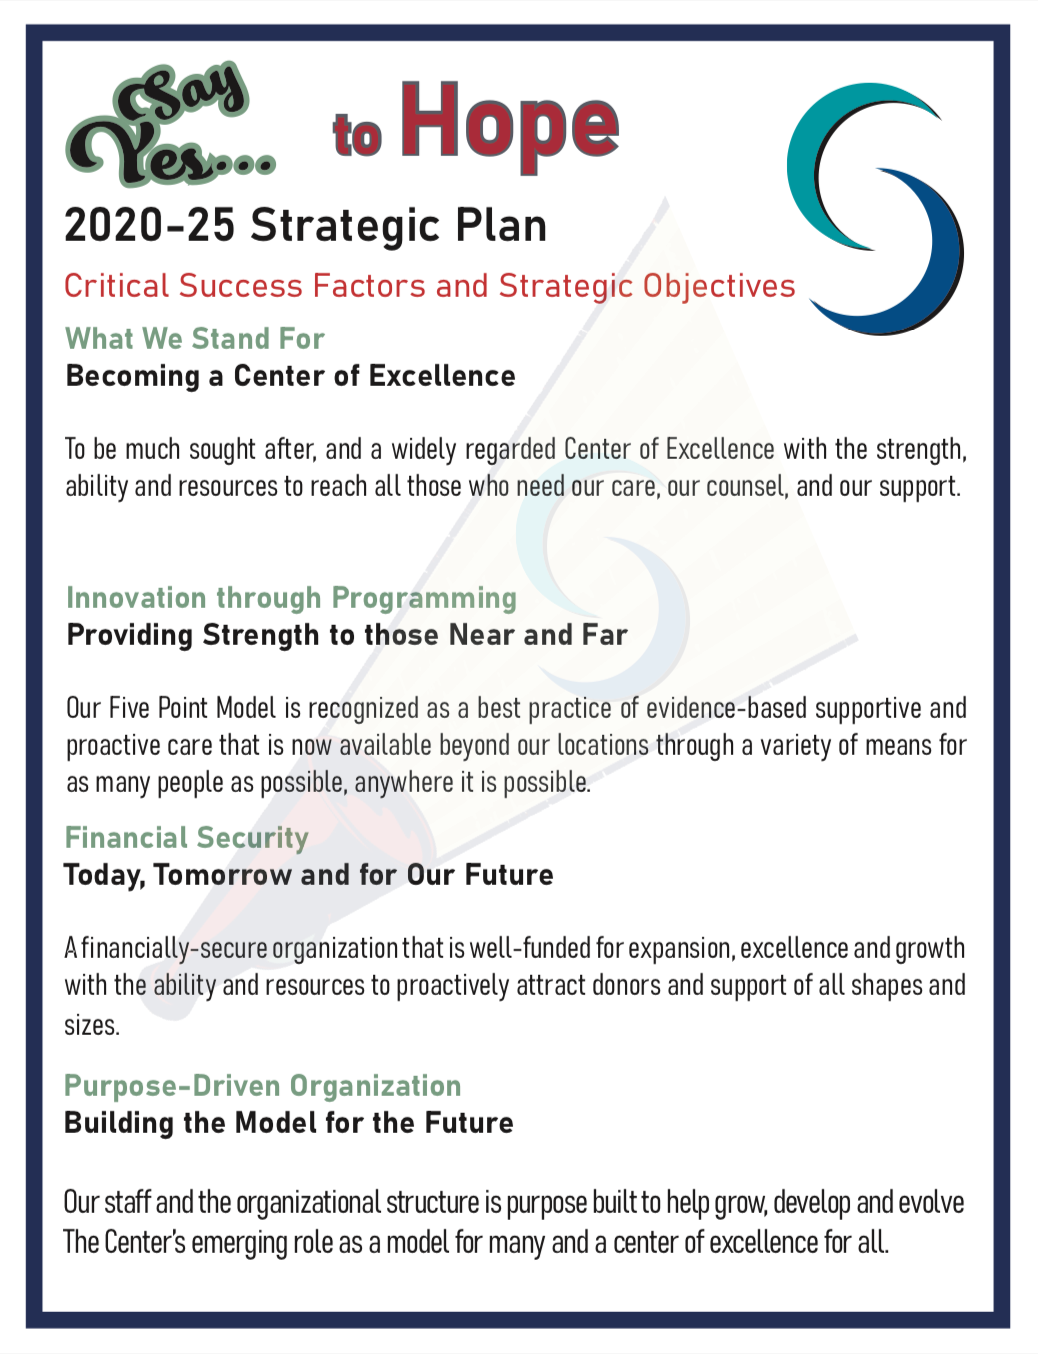 Say
Yes...
to Hope
2020-25 Strategic Plan
Critical Success Factors and Strategic Objectives
What We Stand For
Becoming a Center of Excellence
To be much sought after, and a widely regarded Center of Excellence with the strength,
ability and resources to reach all those who need our care, our counsel, and our support.
Innovation through Programming
Providing Strength to those Near and Far
Our Five Point Model is recognized as a best practice of evidence-based supportive and
proactive care that is now available beyond our locations through a variety of means for
as many people as possible, anywhere it is possible.
Financial Security
Today, Tomorrow and for Our Future
A financially-secure organization that is well-funded for expansion, excellence and growth
with the ability and resources to proactively attract donors and support of all shapes and
sizes.
Purpose-Driven Organization
Building the Model for the Future
Our staff and the organizational structure is purpose built to help grow, develop and evolve
The Center's emerging role as a model for many and a center of excellence for all.